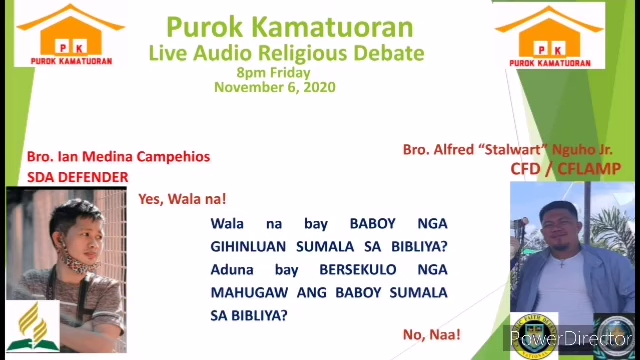 Purok Kamatuoran
Live Audio Religious Debate
8pm Friday
November 6, 2020
P K
PUROK KAMATUORAN
P K
PUROK KAMATUORAN
Bro. Ian Medina Campehios
SDA DEFENDER
Bro. Alfred “Stalwart” Nguho Jr.
CFD / CFLAMP
Yes, Wala na!
Wala na bay BABOY NGA
GIHINLUAN SUMALA SA BIBLIYA?
Aduna bay BERSEKULO NGA
MAHUGAW ANG BABOY SUMALA
SA BIBLIYA?
No, Naa!
PowerDirector